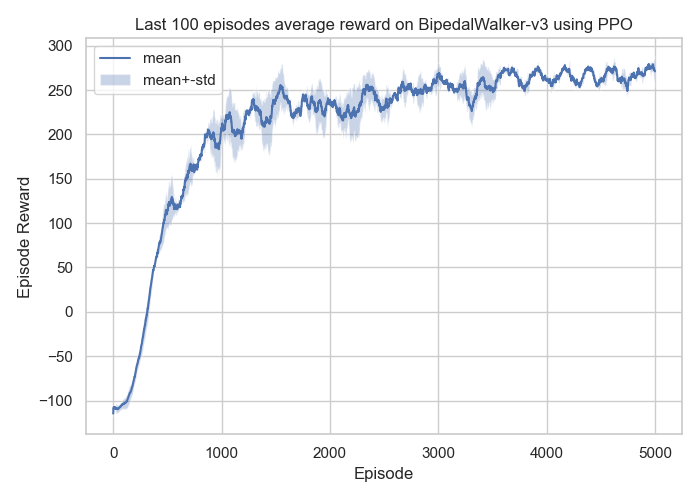 Last 100 episodes average reward on BipedalWalker-v3 using PPO
mean
mean+-std
Episode Reward
300
250
200
150
100
50
0
−50
−100
0 1000 2000 3000 4000 5000
Episode